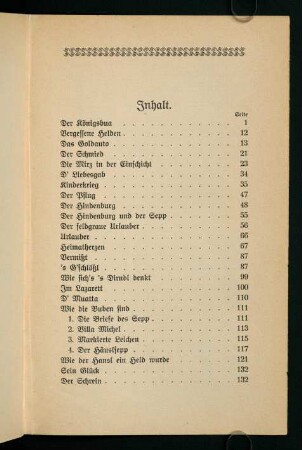 Inhalt.
Seite
Der Königsbua . . . . . . . . . . 1
Vergessene Helden . . . . . . . . . . 12
Das Goldauto . . . . . . . . . . 13
Der Schmied . . . . . . . . . . 21
Die Mirz in der Einschicht . . . . . . . . 23
D' Liebesgab . . . . . . . . . . 34
Kinderkrieg . . . . . . . . . . 35
Der Pflug . . . . . . . . . . 47
Der Hindenburg . . . . . . . . . . 48
Der Hindenburg und der Sepp . . . . . . 55
Der feldgraue Urlauber . . . . . . . . 56
Urlauber . . . . . . . . . . 66
Heimatherzen . . . . . . . . . . 67
Vermißt . . . . . . . . . . 87
's G'schlößl . . . . . . . . . . 87
Wie sich's 's Dirndl denkt . . . . . . . 99
Im Lazarett . . . . . . . . . . 100
D' Muatta . . . . . . . . . . 110
Wie die Buben sind . . . . . . . . 111
1. Die Briefe des Sepp . . . . . . . . 111
2. Villa Michel . . . . . . . . . . 113
3. Markierte Leichen . . . . . . . . 115
4. Der Häuslsepp . . . . . . . . 117
Wie der Hansl ein Held wurde . . . . . . 121
Sein Glück . . . . . . . . . . 132
Der Schrein . . . . . . . . . . 132